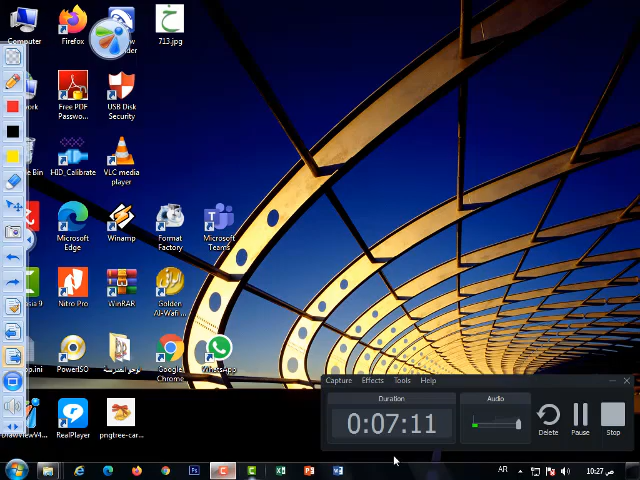 Computer
Firefox
713.jpg
Free PDF
Passwo...
USB Disk
Security
HID_Calibrate
VLC media
player
Microsoft
Edge
Winamp
Format
Factory
Microsoft
Teams
Nitro Pro
WinRAR
Golden
Al-Wafi ...
PowerISO
Google
Chrome
WhatsApp
DrawViewV4...
RealPlayer
pngtree-car...
Capture Effects Tools Help
Duration
0:07:11
Audio
Delete
Pause
Stop
AR
10:27 ص